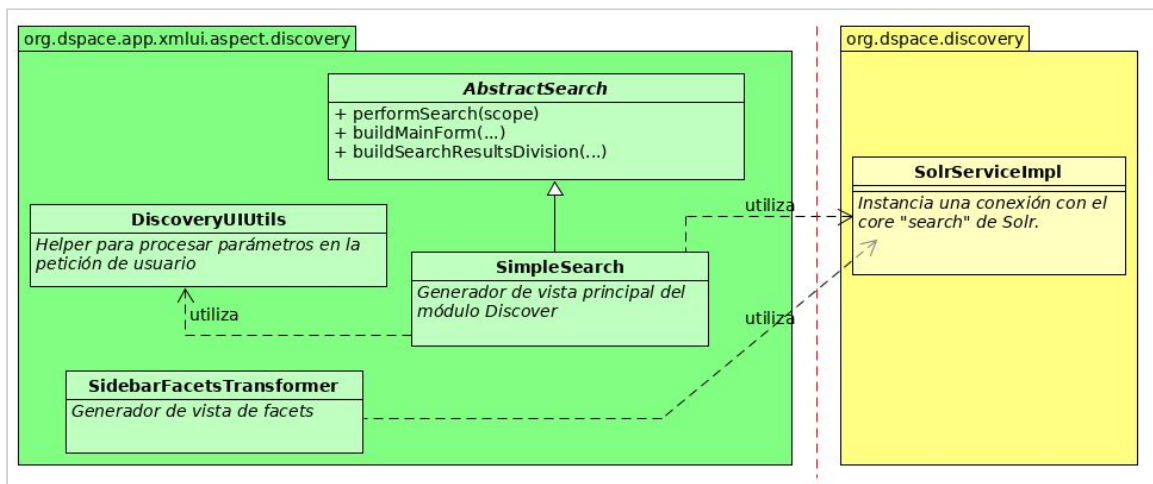 org.dspace.app.xmlui.aspect.discovery
org.dspace.discovery
AbstractSearch
+ performSearch(scope)
+ buildMainForm(...)
+ buildSearchResultsDivision(...)
SolrServiceImpl
Instancia una conexión con el
core "search" de Solr.
utiliza
DiscoveryUIUtils
Helper para procesar parámetros en la
petición de usuario
SimpleSearch
Generador de vista principal del
módulo Discover
utiliza
utiliza
SidebarFacetsTransformer
Generador de vista de facets